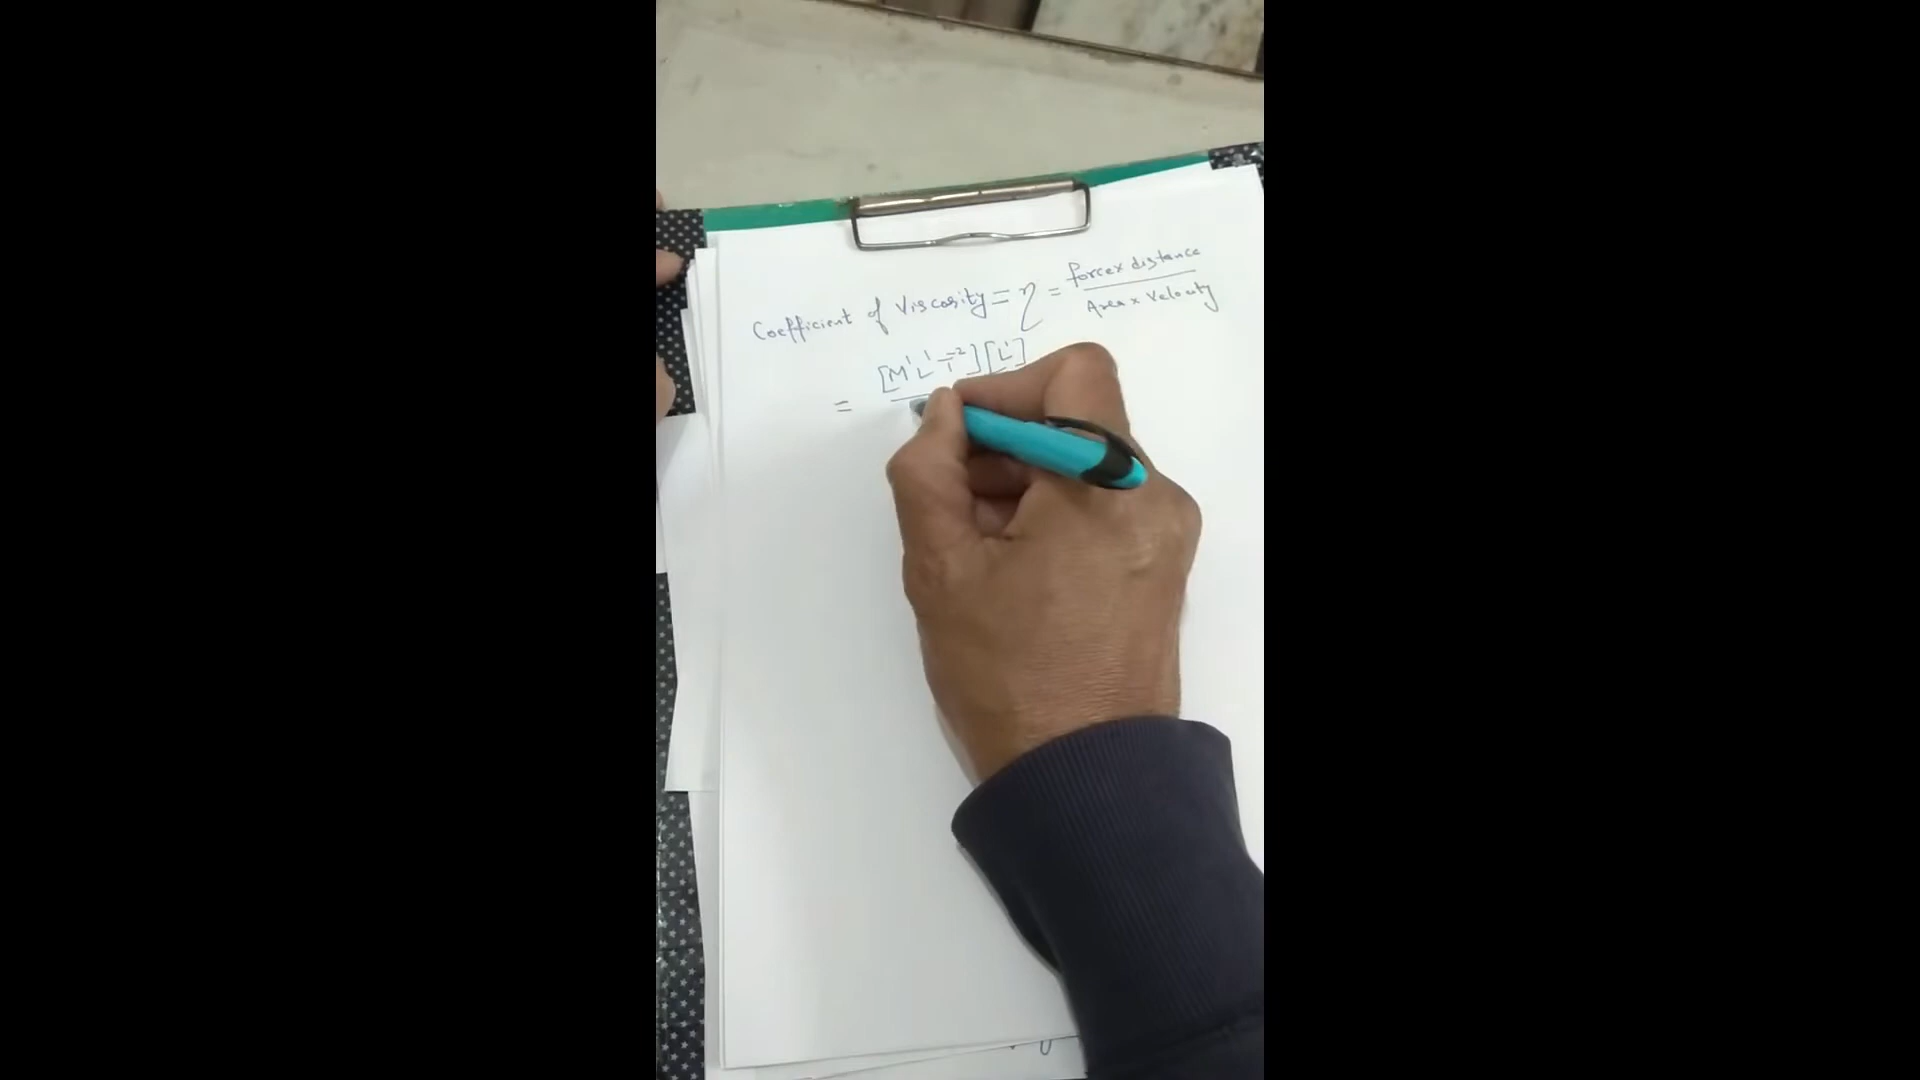 Coefficient of Viscosity = η = force x distance / Area x Velocity
= [M¹L¹T⁻²][L¹]